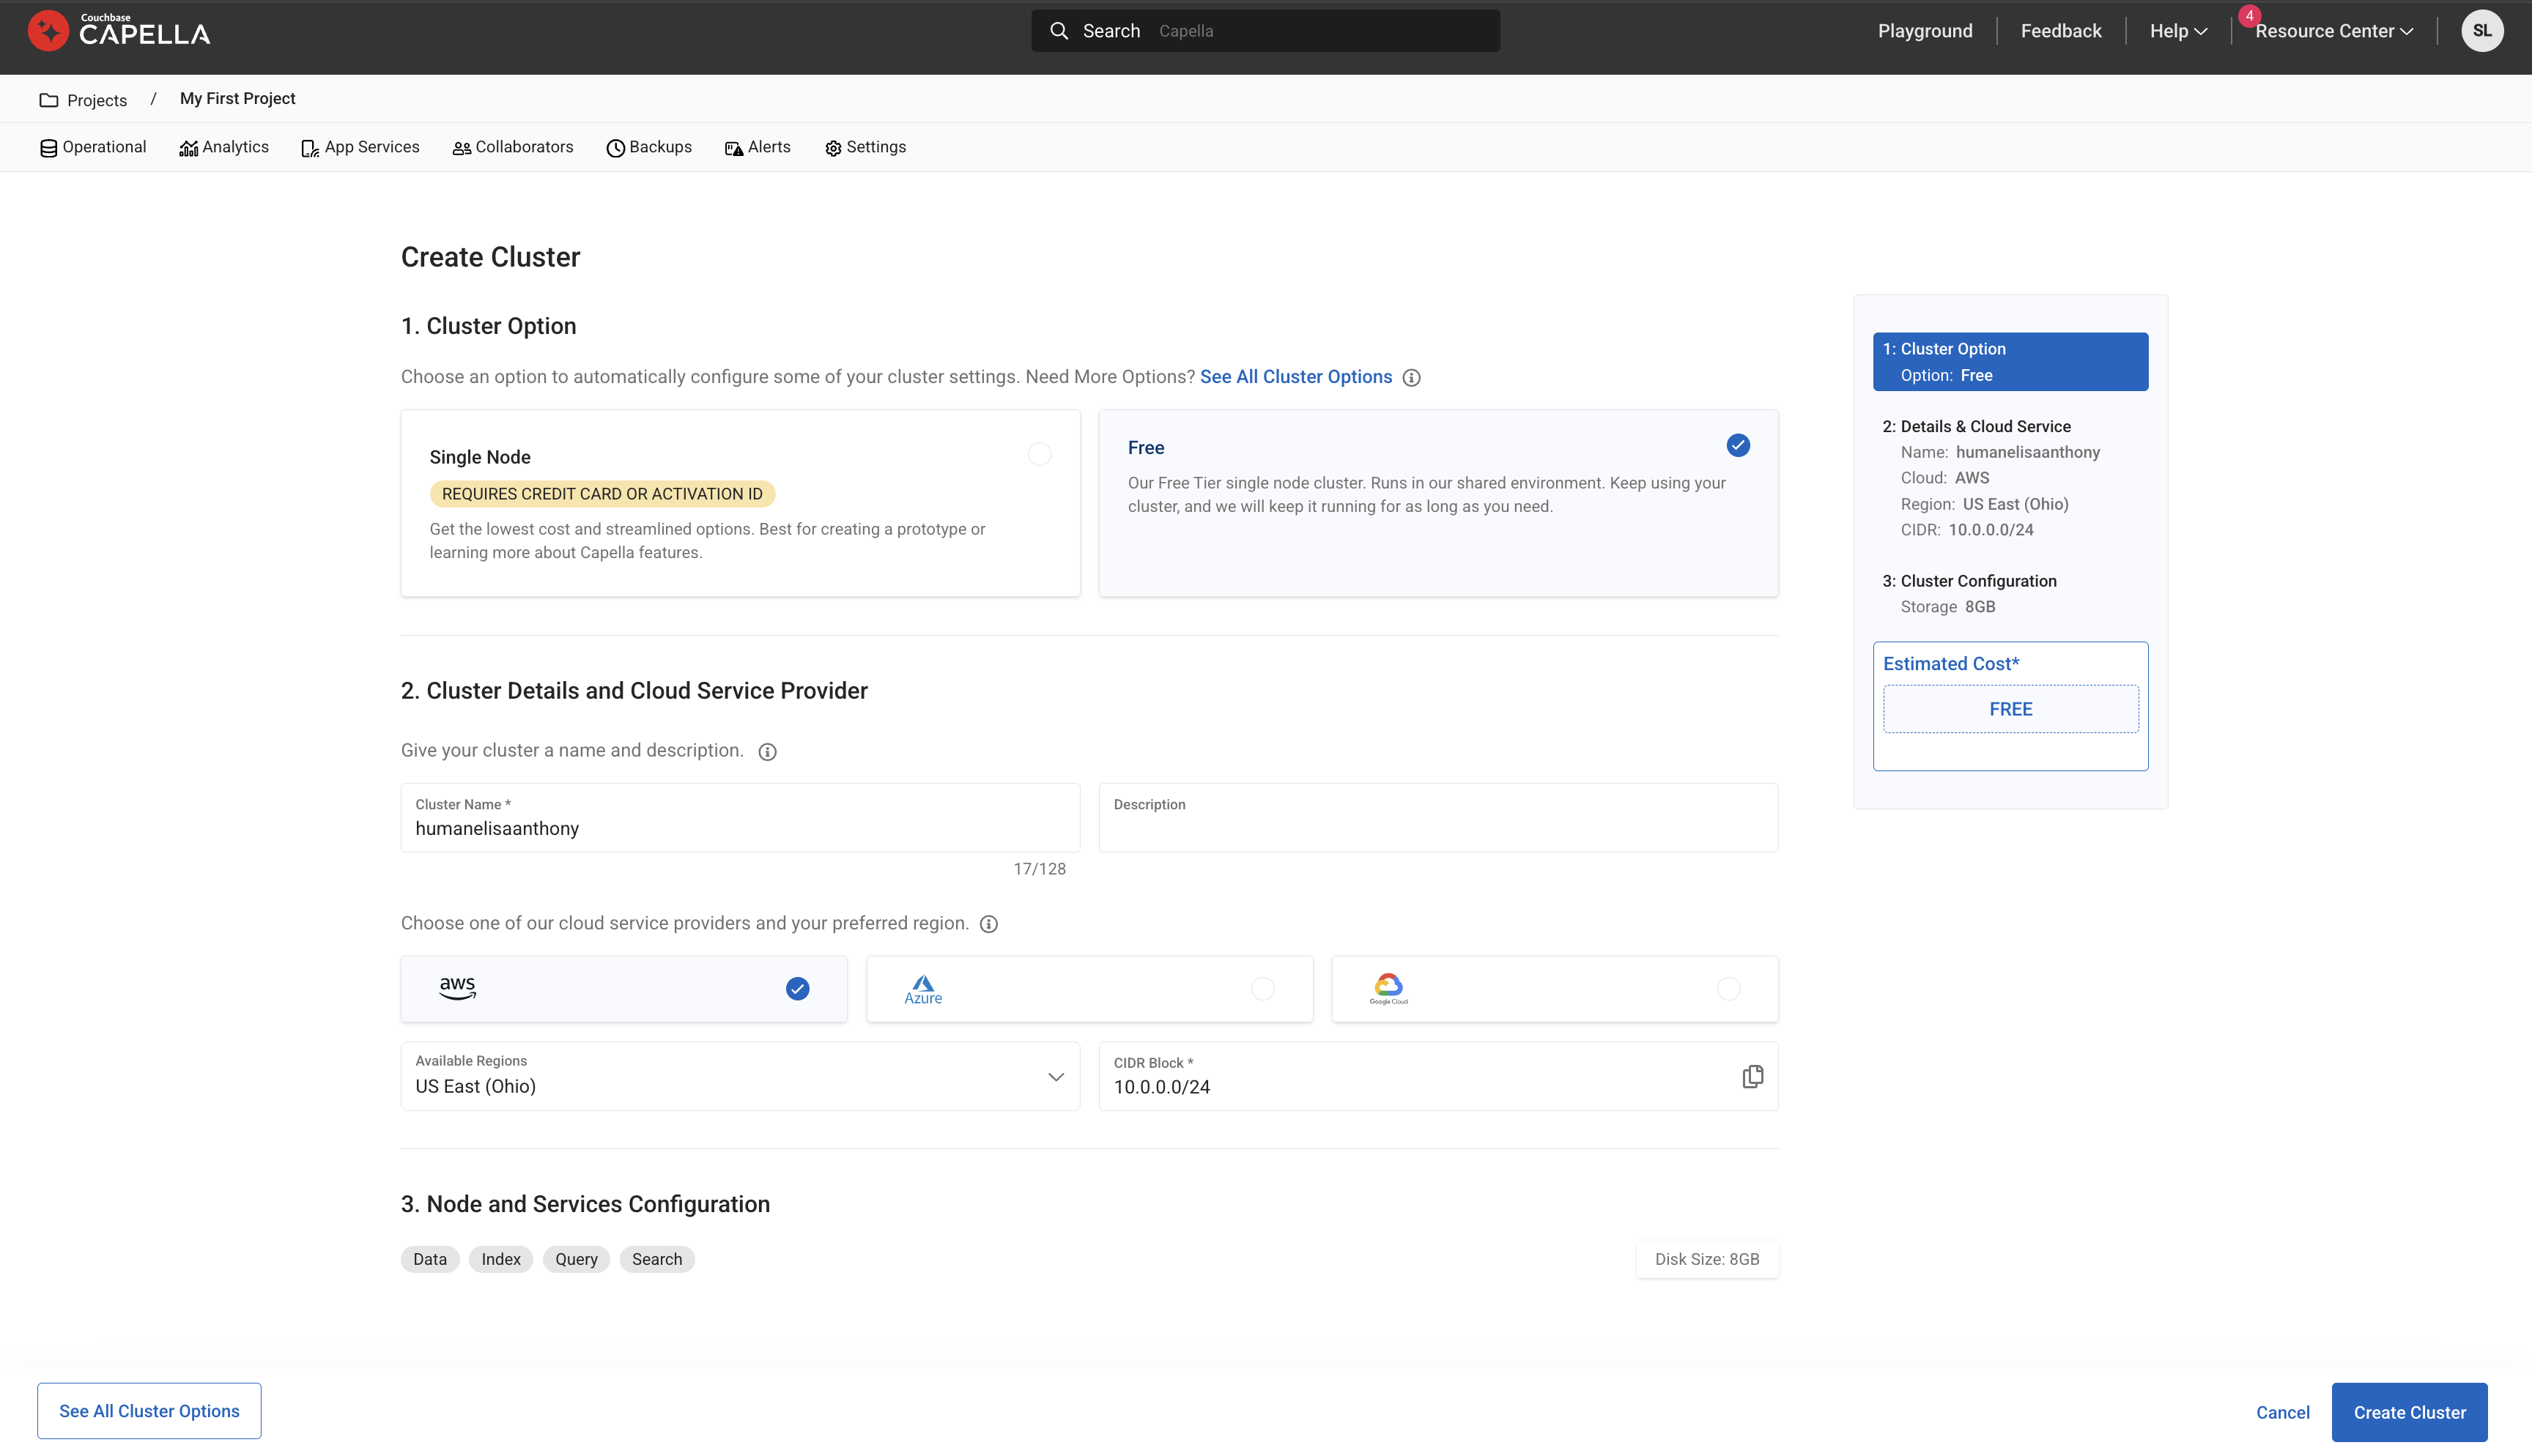 Couchbase
CAPELLA
Search Capella
Playground
Feedback
Help
4
Resource Center
SL
Projects / My First Project
Operational
Analytics
App Services
Collaborators
Backups
Alerts
Settings
Create Cluster
1. Cluster Option
Choose an option to automatically configure some of your cluster settings. Need More Options? See All Cluster Options
Single Node
REQUIRES CREDIT CARD OR ACTIVATION ID
Get the lowest cost and streamlined options. Best for creating a prototype or
learning more about Capella features.
Free
Our Free Tier single node cluster. Runs in our shared environment. Keep using your
cluster, and we will keep it running for as long as you need.
2. Cluster Details and Cloud Service Provider
Give your cluster a name and description.
Cluster Name *
humanelisaanthony
17/128
Description
Choose one of our cloud service providers and your preferred region.
aws
Azure
Google Cloud
Available Regions
US East (Ohio)
CIDR Block *
10.0.0.0/24
3. Node and Services Configuration
Data
Index
Query
Search
Disk Size: 8GB
1: Cluster Option
Option: Free
2: Details & Cloud Service
Name: humanelisaanthony
Cloud: AWS
Region: US East (Ohio)
CIDR: 10.0.0.0/24
3: Cluster Configuration
Storage 8GB
Estimated Cost*
FREE
See All Cluster Options
Cancel
Create Cluster